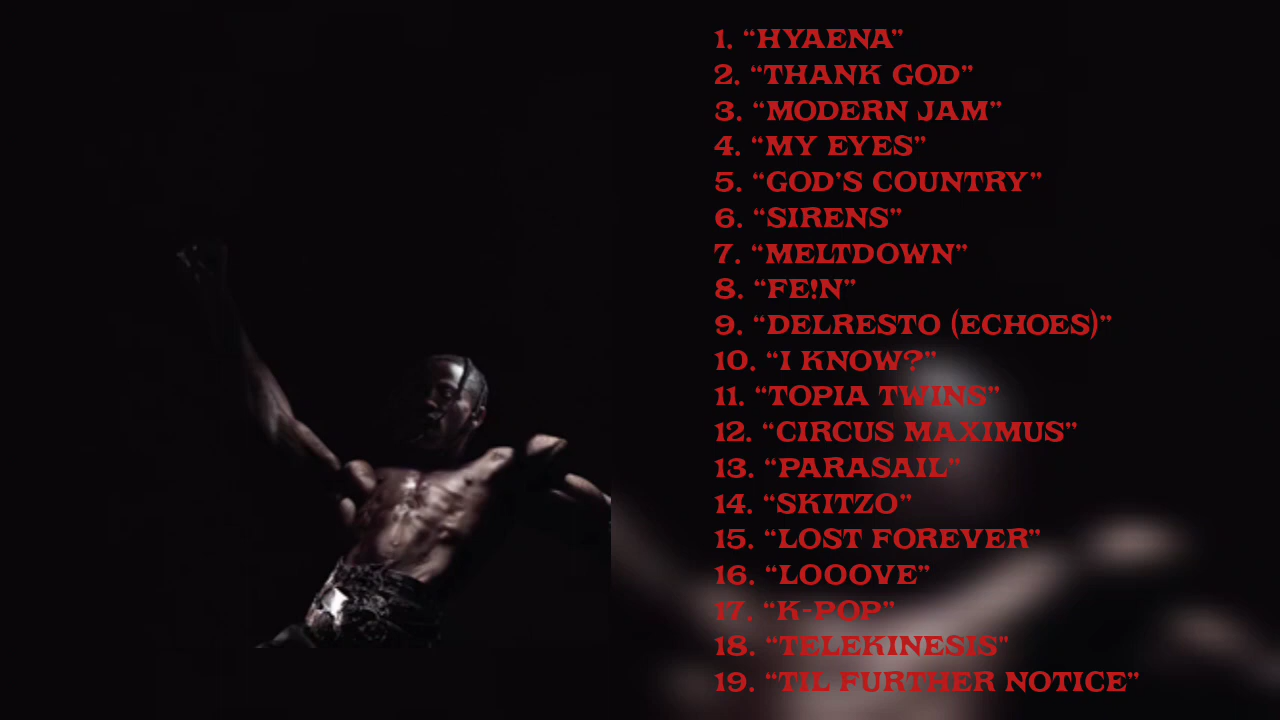 1. “HYAENA”
2. “THANK GOD”
3. “MODERN JAM”
4. “MY EYES”
5. “GOD'S COUNTRY”
6. “SIRENS”
7. “MELTDOWN”
8. “FE!N”
9. “DELRESTO (ECHOES)”
10. “I KNOW?”
11. “TOPIA TWINS”
12. “CIRCUS MAXIMUS”
13. “PARASAIL”
14. “SKITZO”
15. “LOST FOREVER”
16. “LOOOVE”
17. “K-POP”
18. “TELEKINESIS"
19. “TIL FURTHER NOTICE”